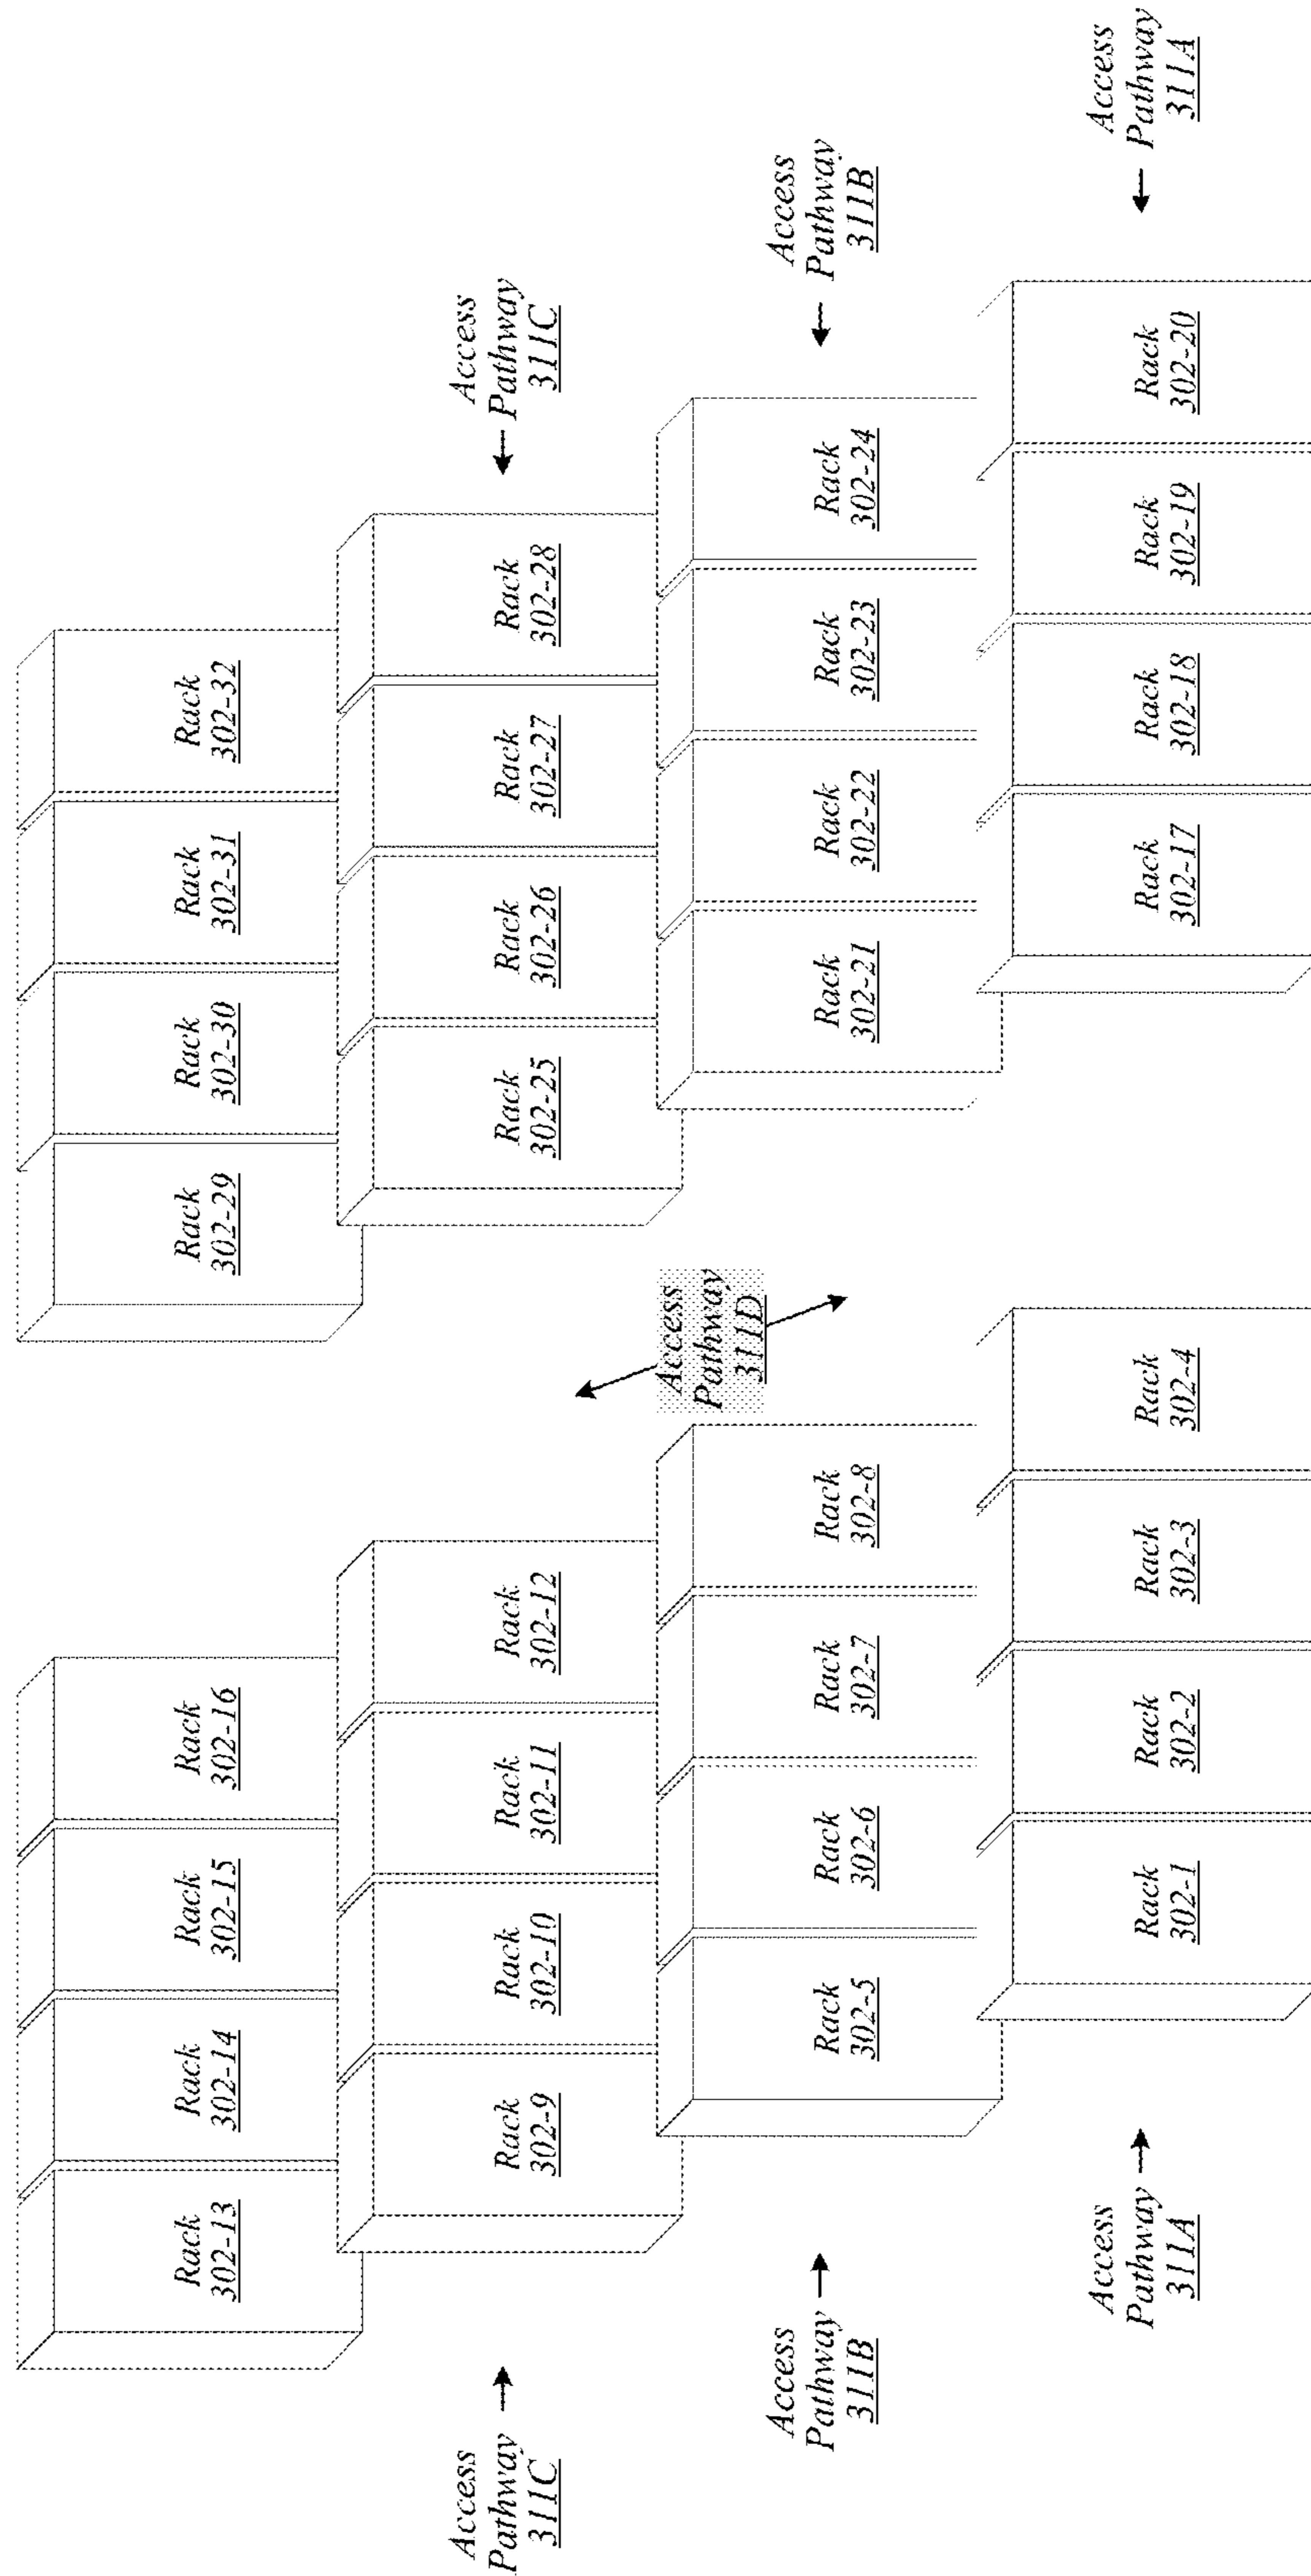 Rack
302-13
Rack
302-14
Rack
302-15
Rack
302-16
Rack
302-29
Rack
302-30
Rack
302-31
Rack
302-32
Access
Pathway
311C
Rack
302-9
Rack
302-10
Rack
302-11
Rack
302-12
Rack
302-25
Rack
302-26
Rack
302-27
Rack
302-28
Access
Pathway
311C
Access
Pathway
311D
Access
Pathway
311B
Rack
302-5
Rack
302-6
Rack
302-7
Rack
302-8
Rack
302-21
Rack
302-22
Rack
302-23
Rack
302-24
Access
Pathway
311B
Access
Pathway
311A
Rack
302-1
Rack
302-2
Rack
302-3
Rack
302-4
Rack
302-17
Rack
302-18
Rack
302-19
Rack
302-20
Access
Pathway
311A